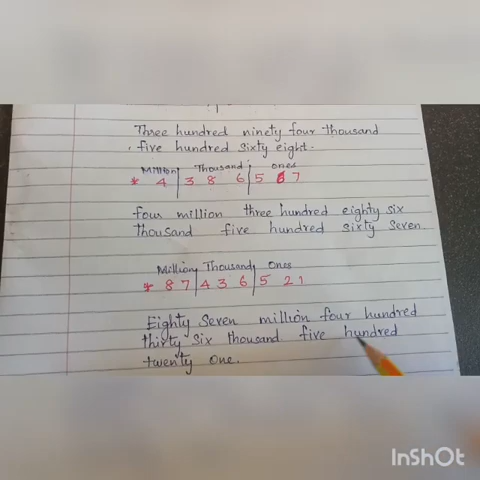 Three hundred ninety four thousand
five hundred sixty eight.
Million Thousand ones
* 4 3 8 6 5 6 7
four million three hundred eighty six
thousand five hundred sixty seven
Million Thousand Ones
* 8 7 4 3 6 5 2 1
Eighty Seven million four hundred
thirty six thousand five hundred
twenty one.
InShOt